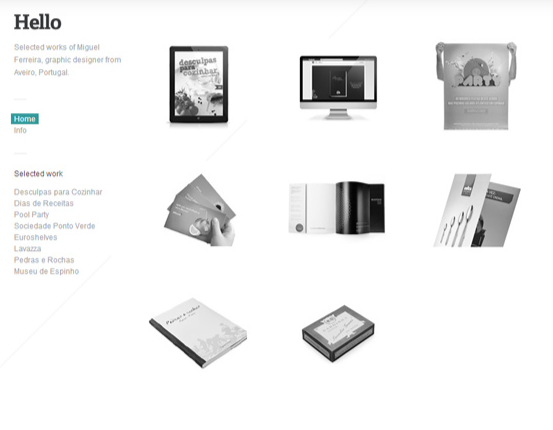 Hello
Selected works of Miguel
Ferreira, graphic designer from
Aveiro, Portugal.
Home
Info
Selected work
Desculpas para Cozinhar
Dias de Receitas
Pool Party
Sociedade Ponto Verde
Euroshelves
Lavazza
Pedras e Rochas
Museu de Espinho
desculpas
para
cozinhar